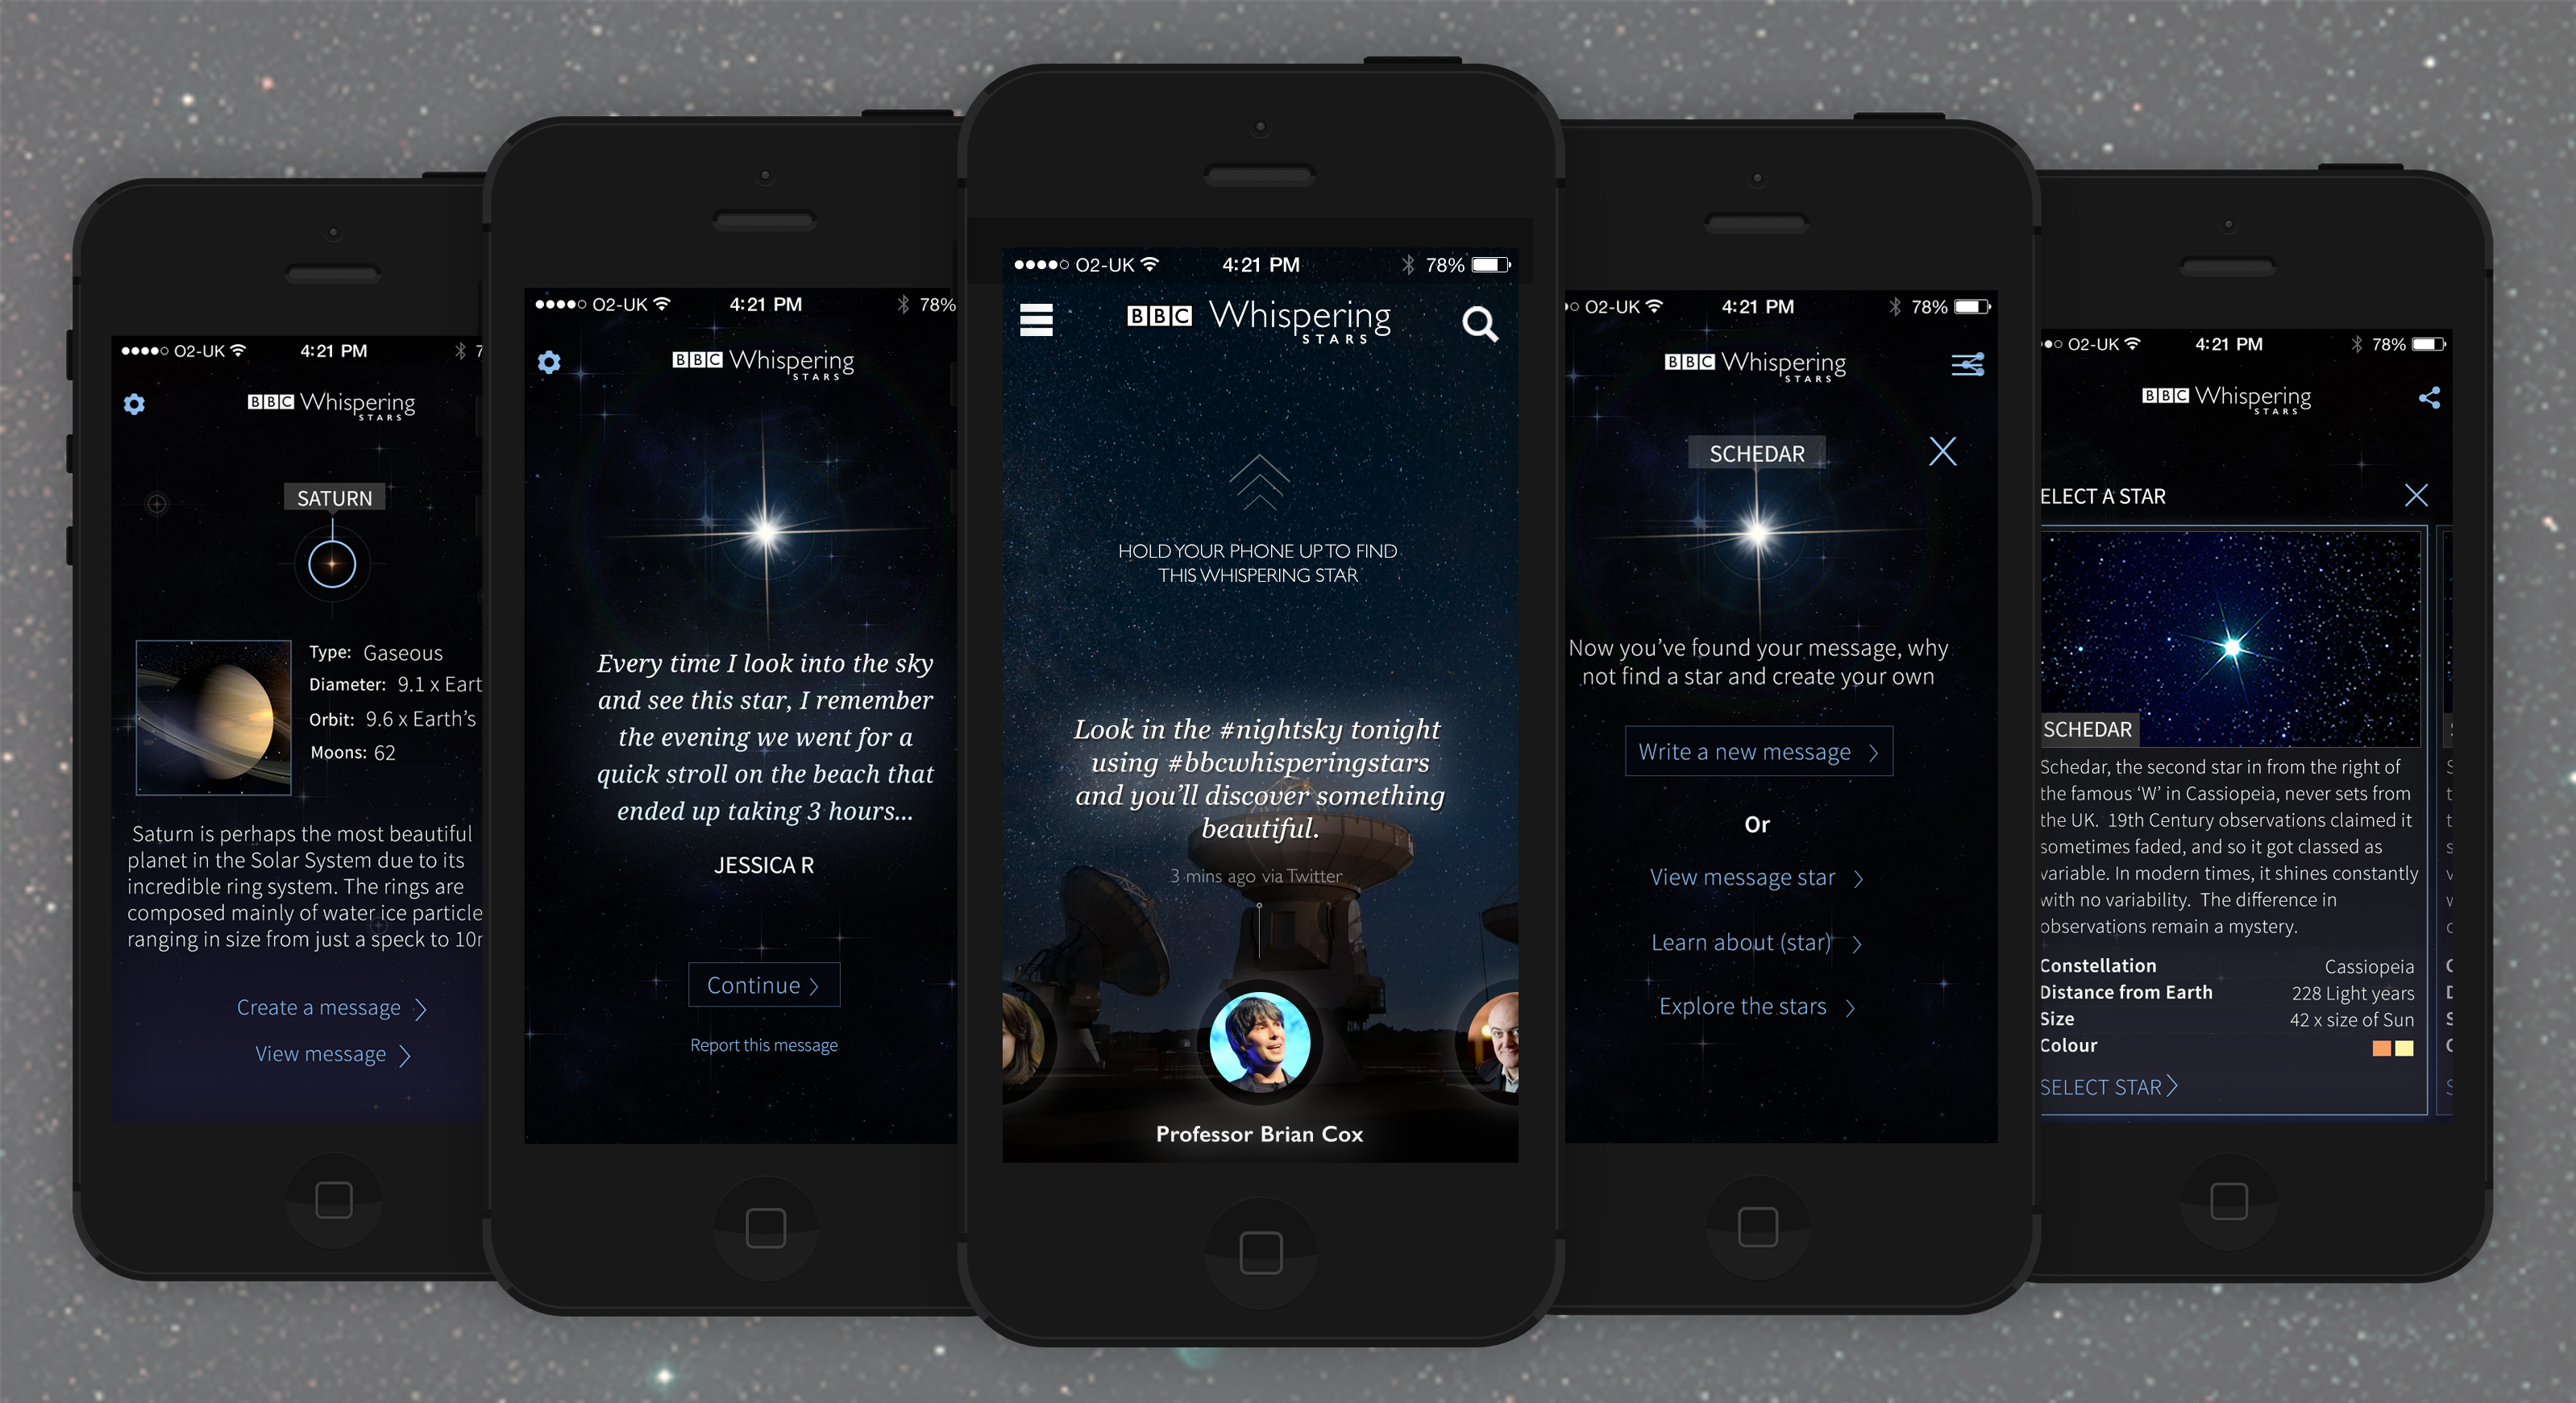 O2-UK 4:21 PM 7
BBC Whispering
STARS
SATURN
Type: Gaseous
Diameter: 9.1 x Eart
Orbit: 9.6 x Earth's
Moons: 62
Saturn is perhaps the most beautiful
planet in the Solar System due to its
incredible ring system. The rings are
composed mainly of water ice particle
ranging in size from just a speck to 10
Create a message
View message
O2-UK 4:21 PM 78%
BBC Whispering
STARS
Every time I look into the sky
and see this star, I remember
the evening we went for a
quick stroll on the beach that
ended up taking 3 hours...
JESSICA R
Continue
Report this message
O2-UK 4:21 PM 78%
BBC Whispering
STARS
HOLD YOUR PHONE UP TO FIND
THIS WHISPERING STAR
Look in the #nightsky tonight
using #bbcwhisperingstars
and you'll discover something
beautiful.
3 mins ago via Twitter
Professor Brian Cox
O2-UK 4:21 PM 78%
BBC Whispering
STARS
SCHEDAR
Now you've found your message, why
not find a star and create your own
Write a new message
Or
View message star
Learn about (star)
Explore the stars
O2-UK 4:21 PM 78%
BBC Whispering
STARS
ELECT A STAR
SCHEDAR
Schedar, the second star in from the right of
the famous 'W' in Cassiopeia, never sets from
the UK. 19th Century observations claimed it
sometimes faded, and so it got classed as
variable. In modern times, it shines constantly
with no variability. The difference in
observations remain a mystery.
Constellation Cassiopeia
Distance from Earth 228 Light years
Size 42 x size of Sun
Colour
SELECT STAR